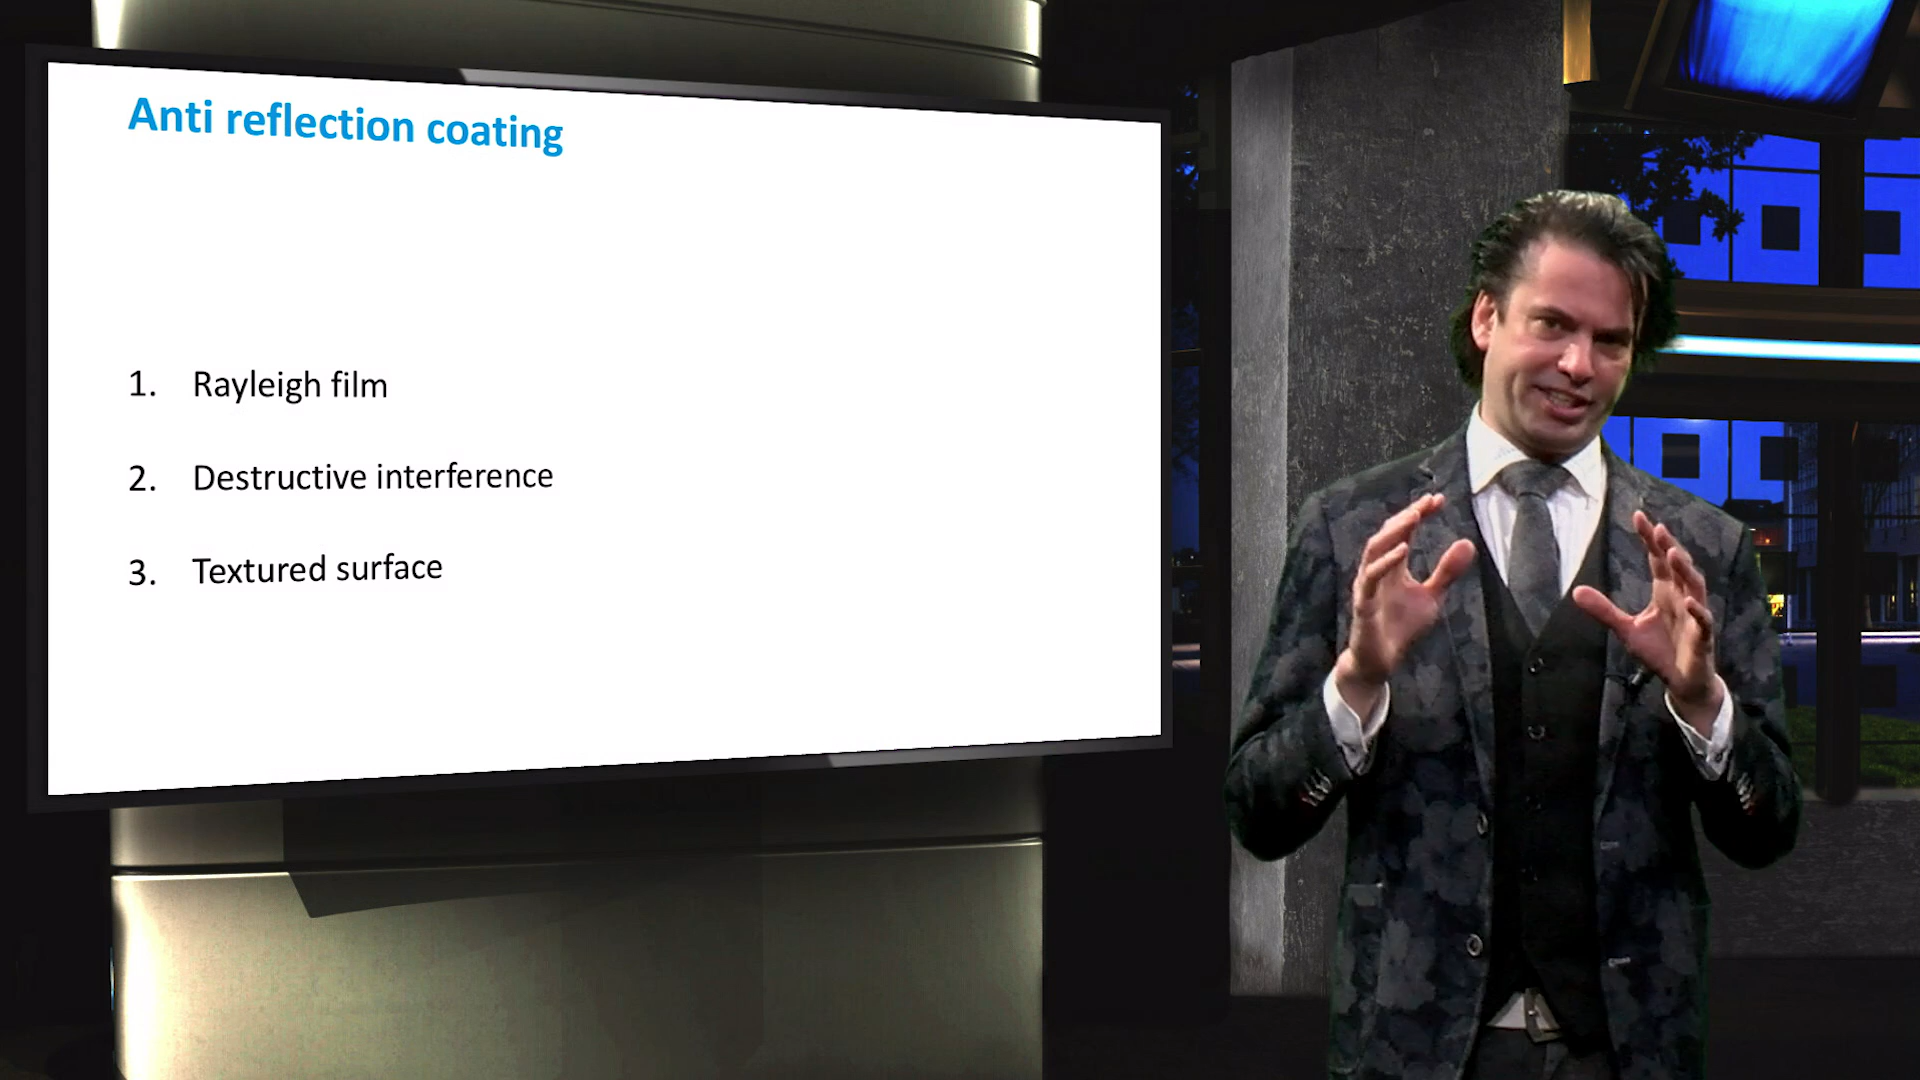 Anti reflection coating
1. Rayleigh film
2. Destructive interference
3. Textured surface